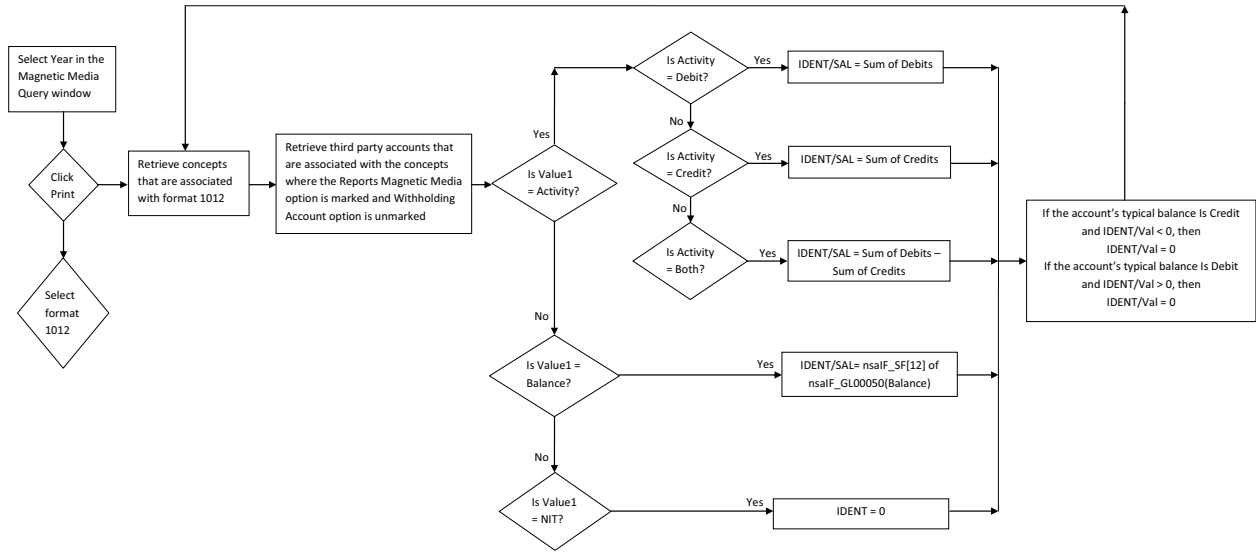 Select Year in the
Magnetic Media
Query window
Click
Print
Select
format
1012
Retrieve concepts
that are associated
with format 1012
Retrieve third party accounts that
are associated with the concepts
where the Reports Magnetic Media
option is marked and Withholding
Account option is unmarked
Is Value1
= Activity?
Yes
Is Activity
= Debit?
Yes
IDENT/SAL = Sum of Debits
No
Is Activity
= Credit?
Yes
IDENT/SAL = Sum of Credits
No
Is Activity
= Both?
Yes
IDENT/SAL = Sum of Debits –
Sum of Credits
No
Is Value1 =
Balance?
Yes
IDENT/SAL= nsaIF_SF[12] of
nsaIF_GL00050(Balance)
No
Is Value1
= NIT?
Yes
IDENT = 0
If the account’s typical balance Is Credit
and IDENT/Val < 0, then
IDENT/Val = 0
If the account’s typical balance Is Debit
and IDENT/Val > 0, then
IDENT/Val = 0